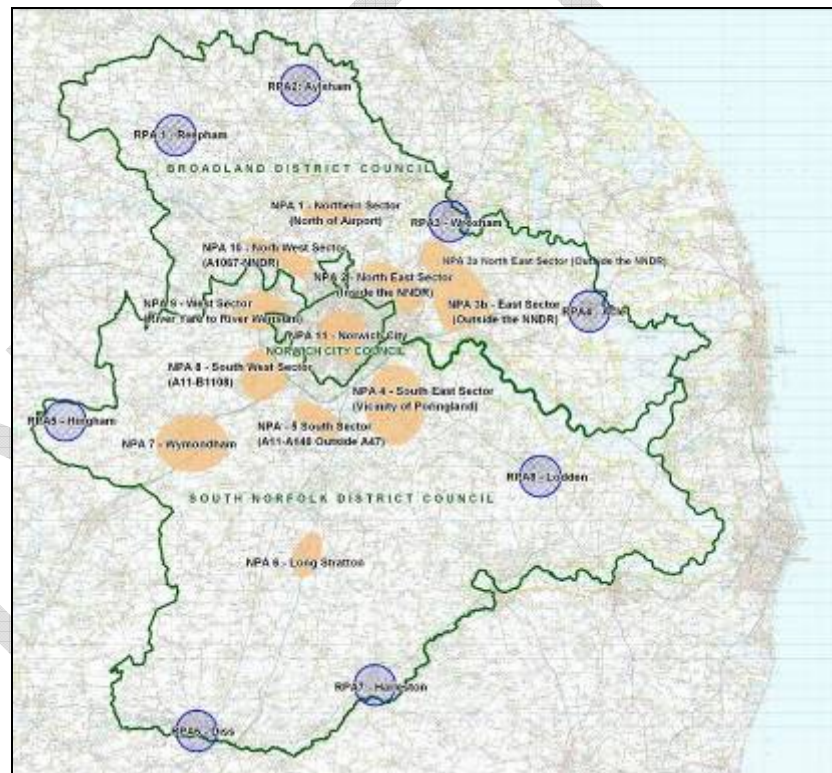 RPA2: Aylsham
RPA 1 - Reepham
BROADLAND DISTRICT COUNCIL
NPA 1 - Northern Sector
(North of Airport)
RPA3 - Wroxham
NPA 10 - North West Sector
(A1067-NNDR)
NPA 2 - North East Sector
(Inside the NNDR)
NPA 3a North East Sector (Outside the NNDR)
NPA 9 - West Sector
(River Yare to River Wensum)
NPA 3b - East Sector
(Outside the NNDR)
RPA4 -
NPA 11 - Norwich City
NORWICH CITY COUNCIL
NPA 8 - South West Sector
(A11-B1108)
NPA 4 - South East Sector
(Vicinity of Poringland)
RPA5 - Hingham
NPA 7 - Wymondham
NPA - 5 South Sector
(A11-A140 Outside A47)
RPA8 - Loddon
SOUTH NORFOLK DISTRICT COUNCIL
NPA 6 - Long Stratton
RPA7 - Harleston
RPA6 - Diss